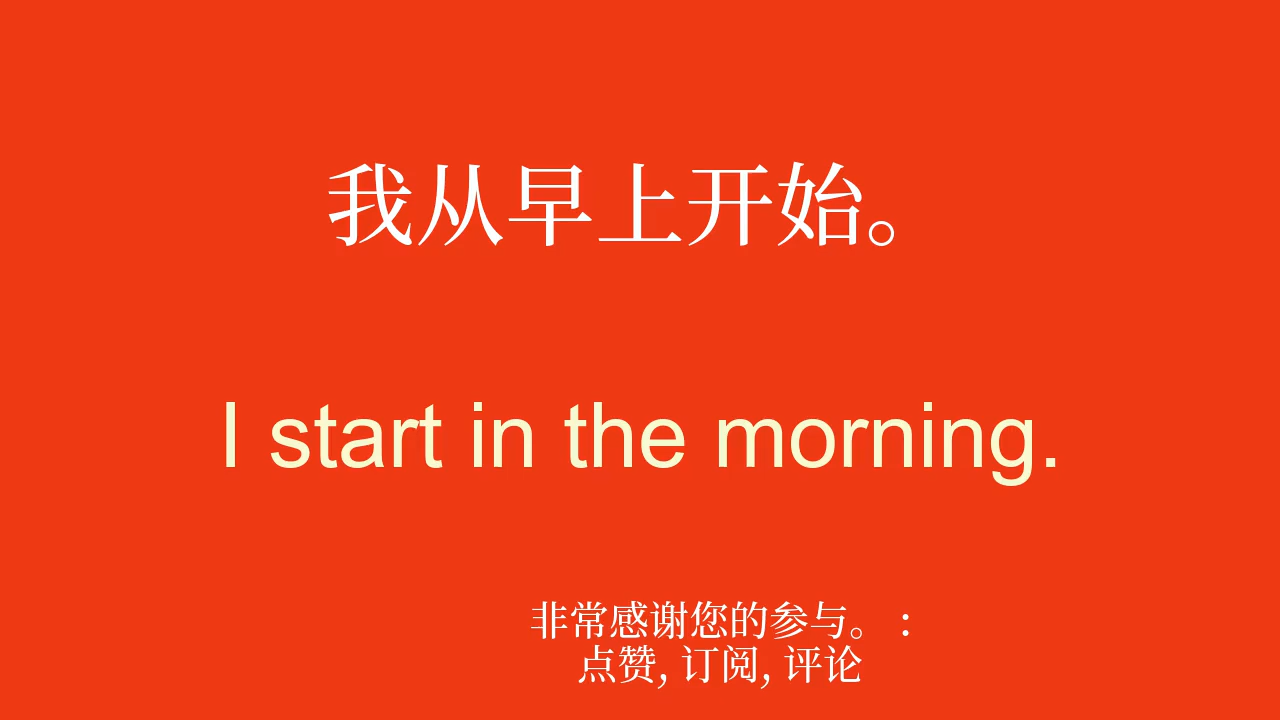 我从早上开始。
I start in the morning.
非常感谢您的参与。 :
点赞, 订阅, 评论